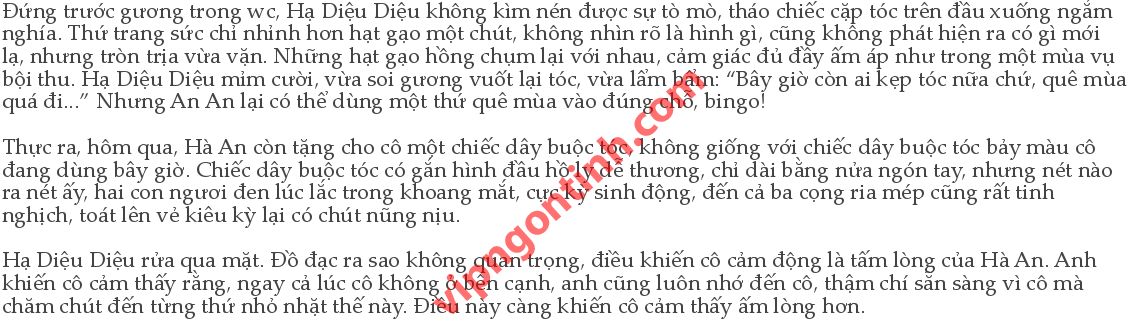 Đứng trước gương trong wc, Hạ Diệu Diệu không kìm nén được sự tò mò, tháo chiếc cặp tóc trên đầu xuống ngắm
nghía. Thứ trang sức chỉ nhỉnh hơn hạt gạo một chút, không nhìn rõ là hình gì, cũng không phát hiện ra có gì mới
lạ, nhưng tròn trịa vừa vặn. Những hạt gạo hồng chụm lại với nhau, cảm giác đủ đầy ấm áp như trong một mùa vụ
bội thu. Hạ Diệu Diệu mỉm cười, vừa soi gương vuốt lại tóc, vừa lẩm bẩm: “Bây giờ còn ai kẹp tóc nữa chứ, quê mùa
quá đi...” Nhưng An An lại có thể dùng một thứ quê mùa vào đúng chỗ, bingo!
Thực ra, hôm qua, Hà An còn tặng cho cô một chiếc dây buộc tóc, không giống với chiếc dây buộc tóc bảy màu cô
đang dùng bây giờ. Chiếc dây buộc tóc có gắn hình đầu hồ ly dễ thương, chỉ dài bằng nửa ngón tay, nhưng nét nào
ra nét ấy, hai con ngươi đen lúc lắc trong khoang mắt, cực kỳ sinh động, đến cả ba cọng ria mép cũng rất tinh
nghịch, toát lên vẻ kiêu kỳ lại có chút nũng nịu.
Hạ Diệu Diệu rửa qua mặt. Đồ đạc ra sao không quan trọng, điều khiến cô cảm động là tấm lòng của Hà An. Anh
khiến cô cảm thấy rằng, ngay cả lúc cô không ở bên cạnh, anh cũng luôn nhớ đến cô, thậm chí sẵn sàng vì cô mà
chăm chút đến từng thứ nhỏ nhặt thế này. Điều này càng khiến cô cảm thấy ấm lòng hơn.
vipngontinh.com